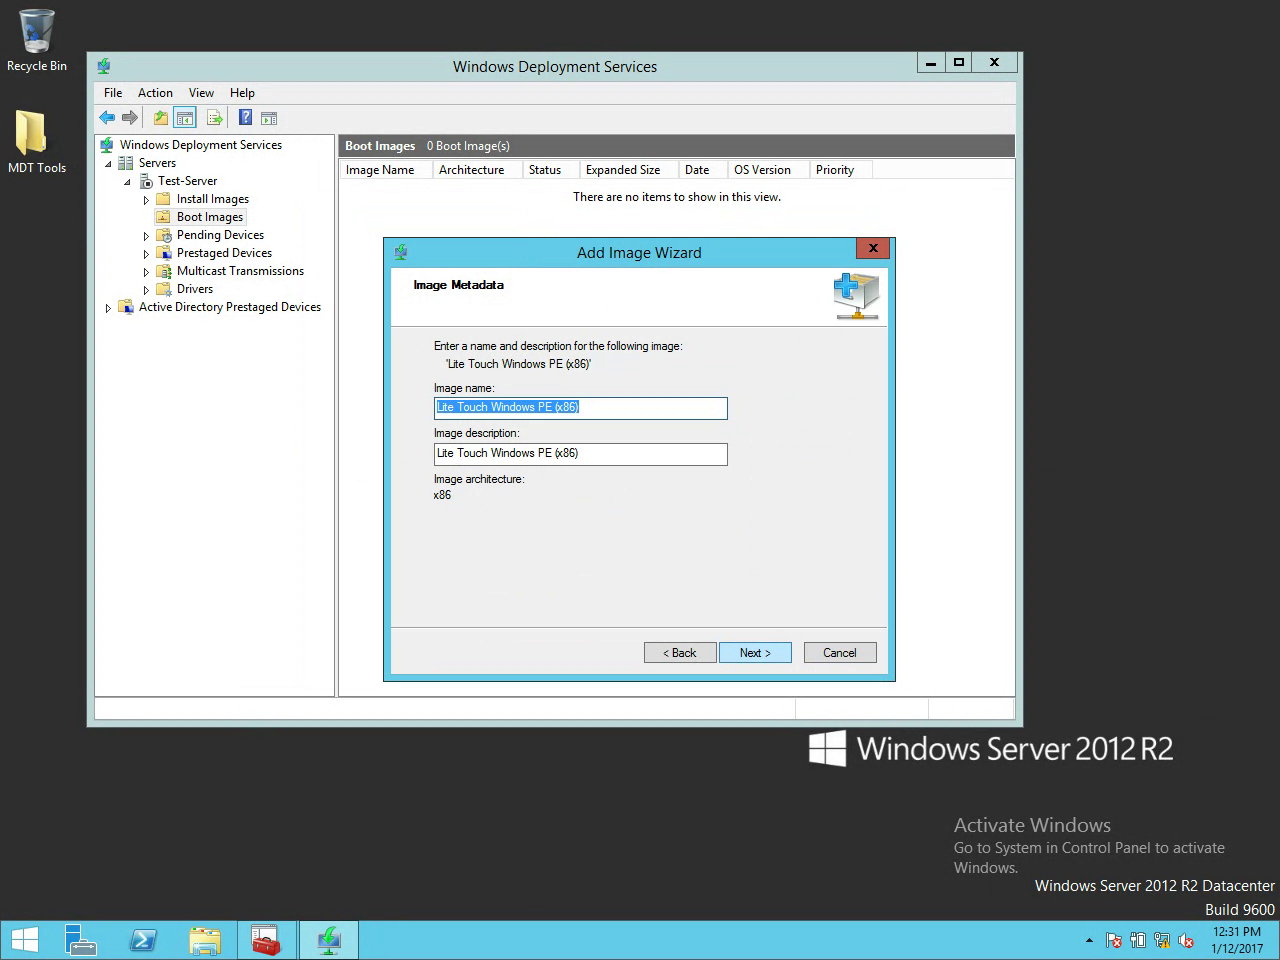 Recycle Bin
MDT Tools
Windows Deployment Services
File Action View Help
Windows Deployment Services
Servers
Test-Server
Install Images
Boot Images
Pending Devices
Prestaged Devices
Multicast Transmissions
Drivers
Active Directory Prestaged Devices
Boot Images 0 Boot Image(s)
Image Name Architecture Status Expanded Size Date OS Version Priority
There are no items to show in this view.
Add Image Wizard
Image Metadata
Enter a name and description for the following image:
'Lite Touch Windows PE (x86)'
Image name:
Lite Touch Windows PE (x86)
Image description:
Lite Touch Windows PE (x86)
Image architecture:
x86
< Back Next > Cancel
Windows Server 2012 R2
Activate Windows
Go to System in Control Panel to activate
Windows.
Windows Server 2012 R2 Datacenter
Build 9600
12:31 PM
1/12/2017